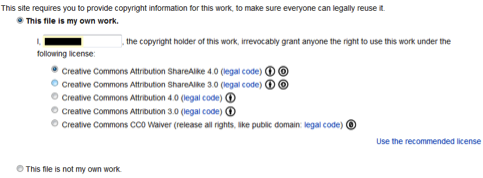 This site requires you to provide copyright information for this work, to make sure everyone can legally reuse it.
This file is my own work.
I, , the copyright holder of this work, irrevocably grant anyone the right to use this work under the
following license:
Creative Commons Attribution ShareAlike 4.0 (legal code)
Creative Commons Attribution ShareAlike 3.0 (legal code)
Creative Commons Attribution 4.0 (legal code)
Creative Commons Attribution 3.0 (legal code)
Creative Commons CC0 Waiver (release all rights, like public domain: legal code)
Use the recommended license
This file is not my own work.